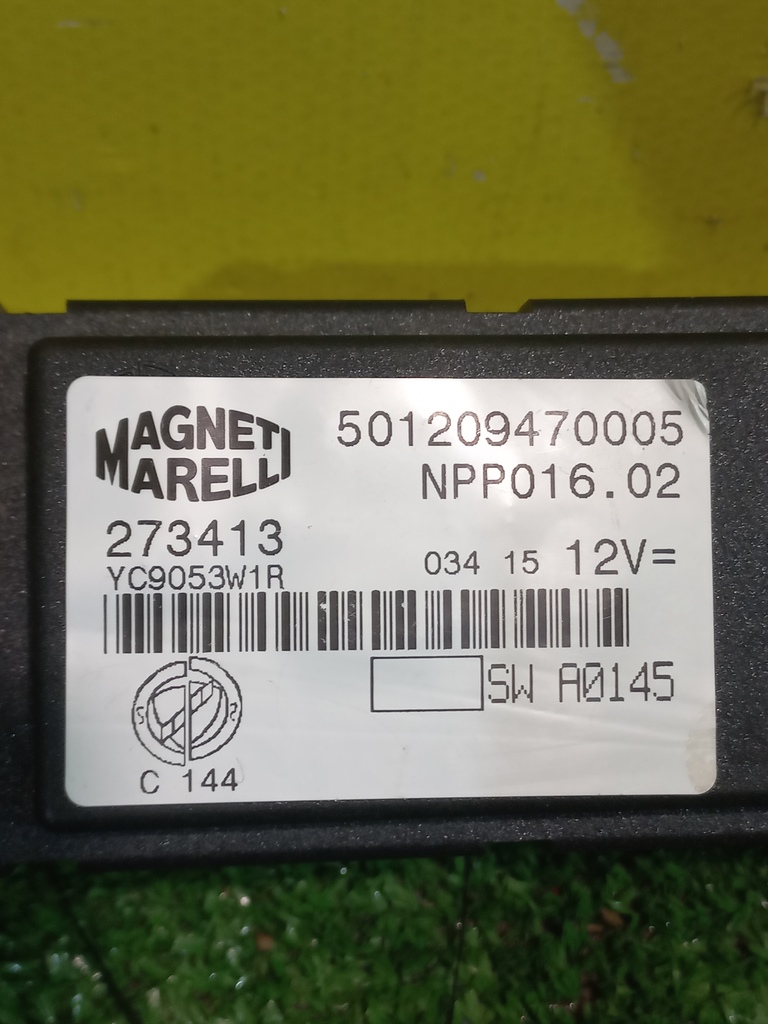 MAGNETI
MARELLI
501209470005
NPP016.02
273413
YC9053W1R
034 15 12V=
SW A0145
C 144